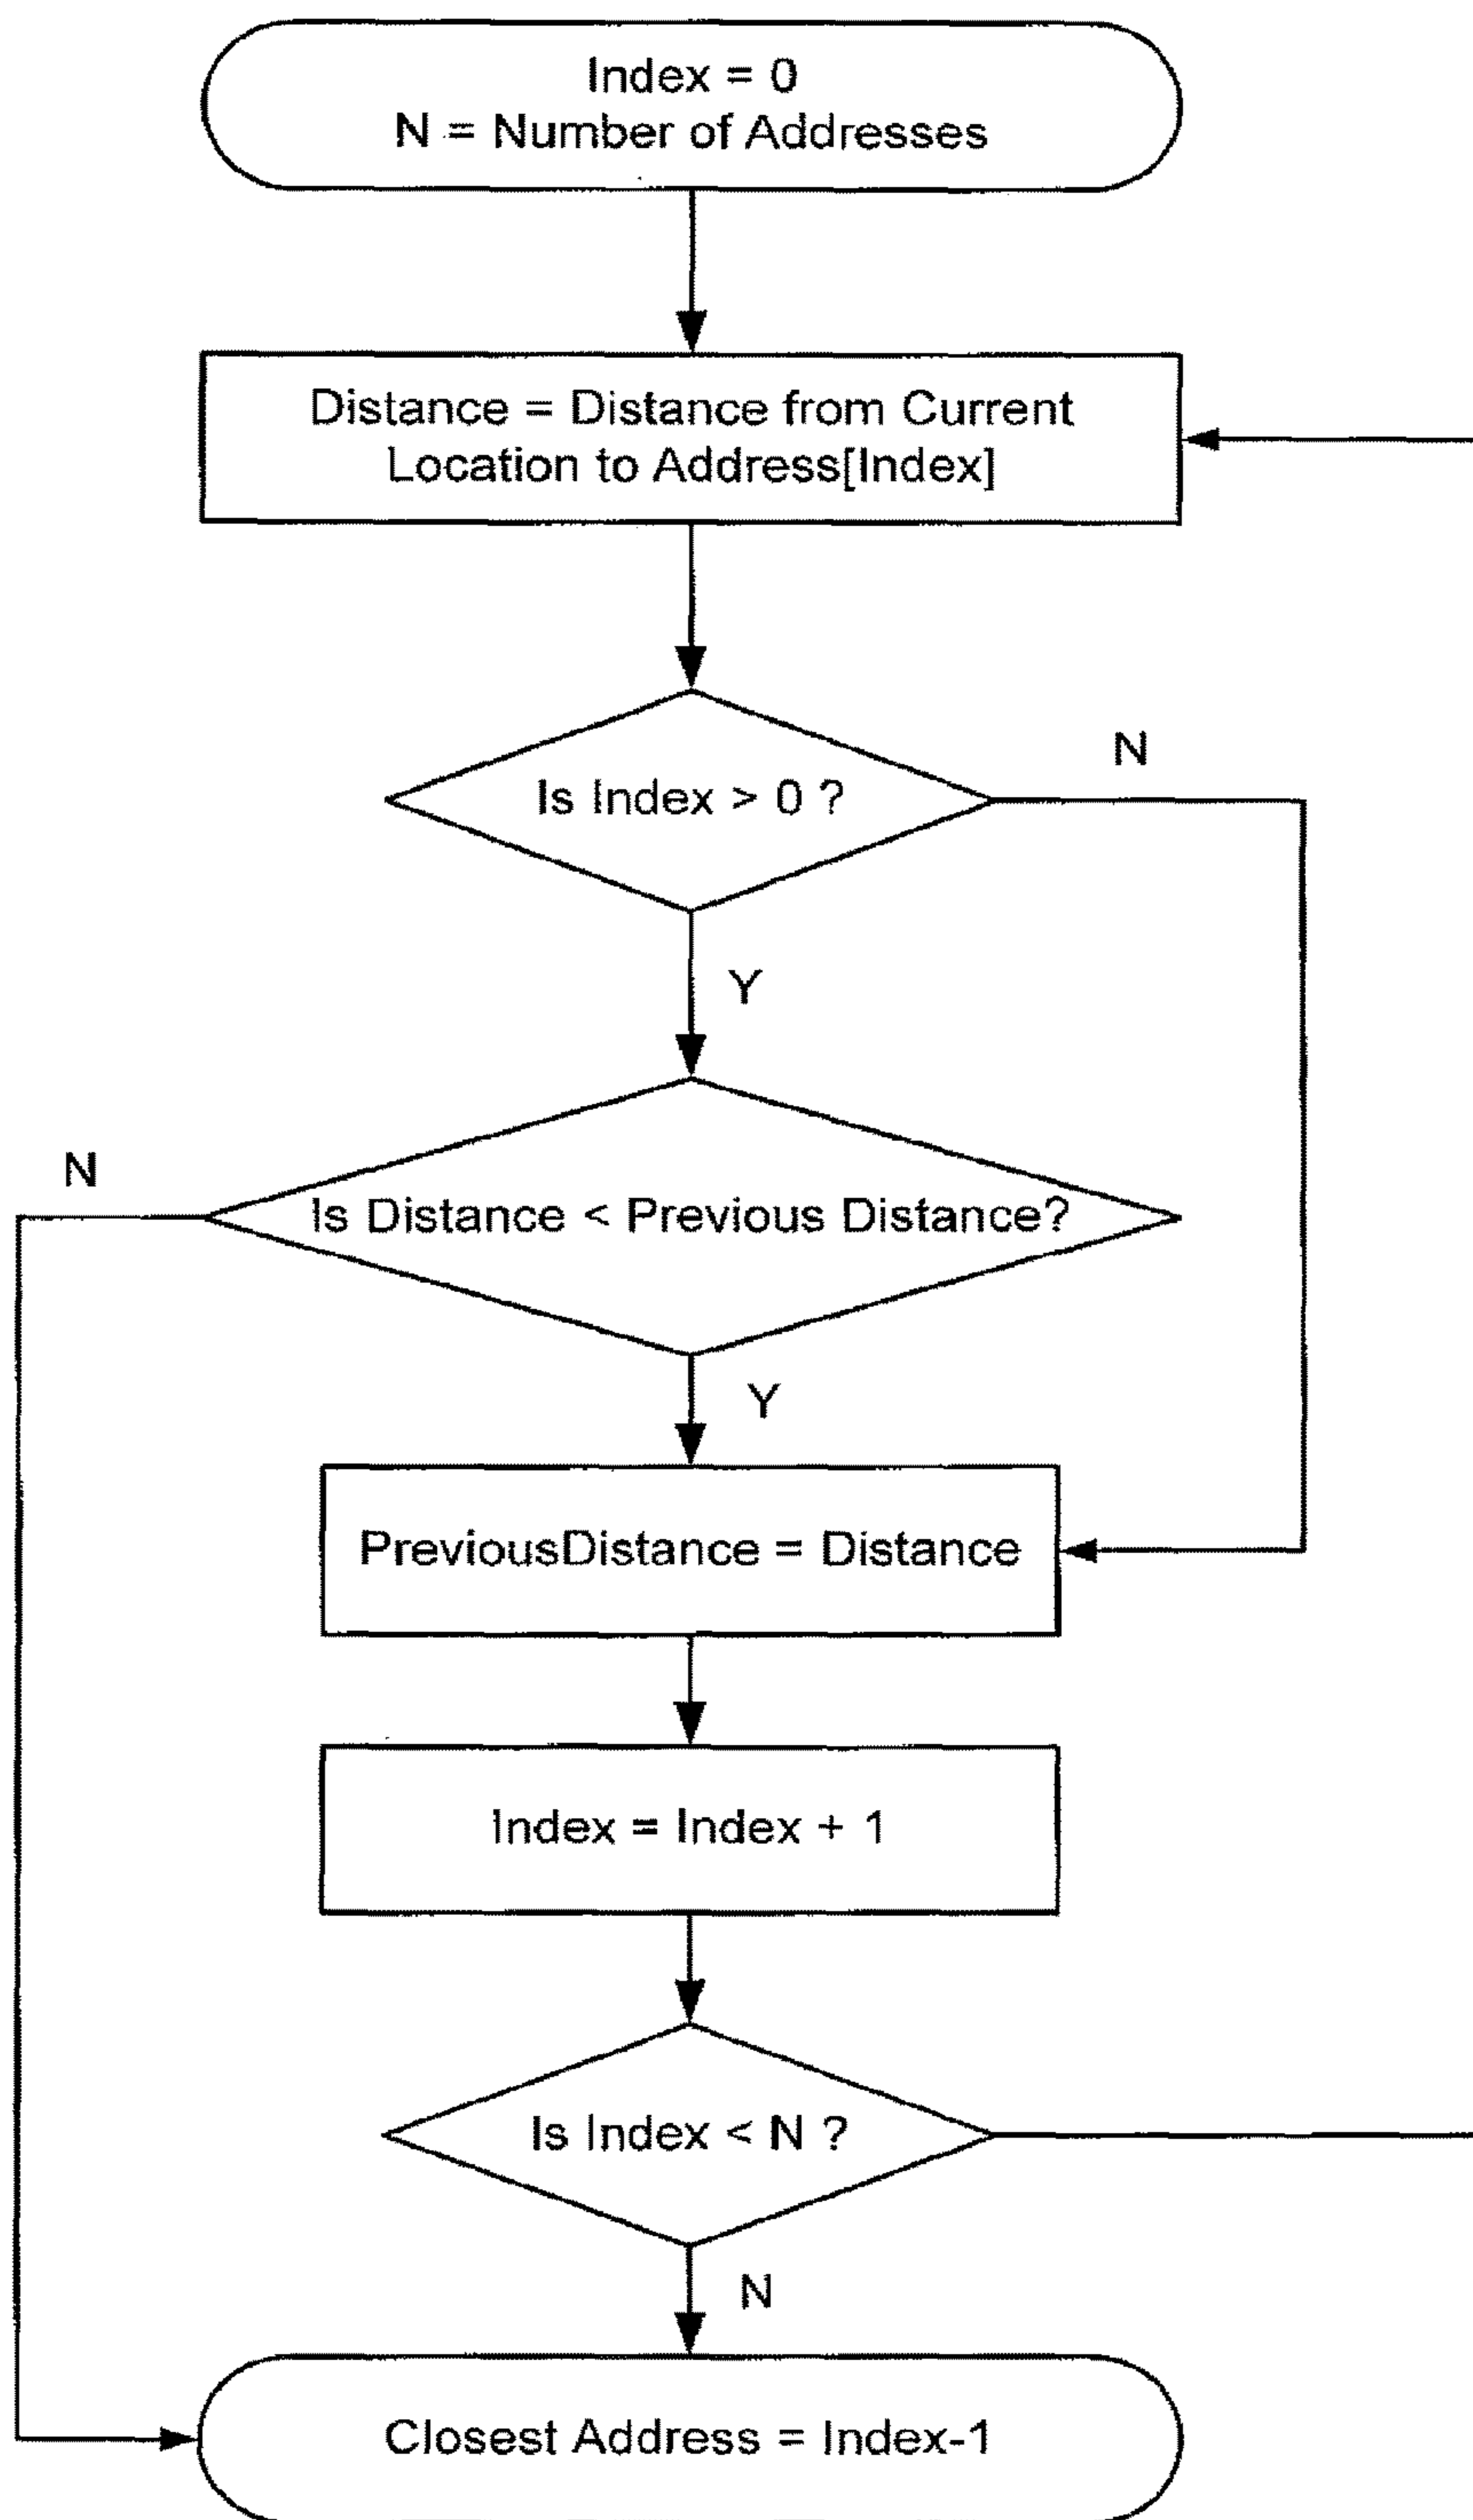 Index = 0
N = Number of Addresses
Distance = Distance from Current
Location to Address[Index]
Is Index > 0 ?
N
Y
N
Is Distance < Previous Distance?
Y
PreviousDistance = Distance
Index = Index + 1
Is Index < N ?
N
Closest Address = Index-1